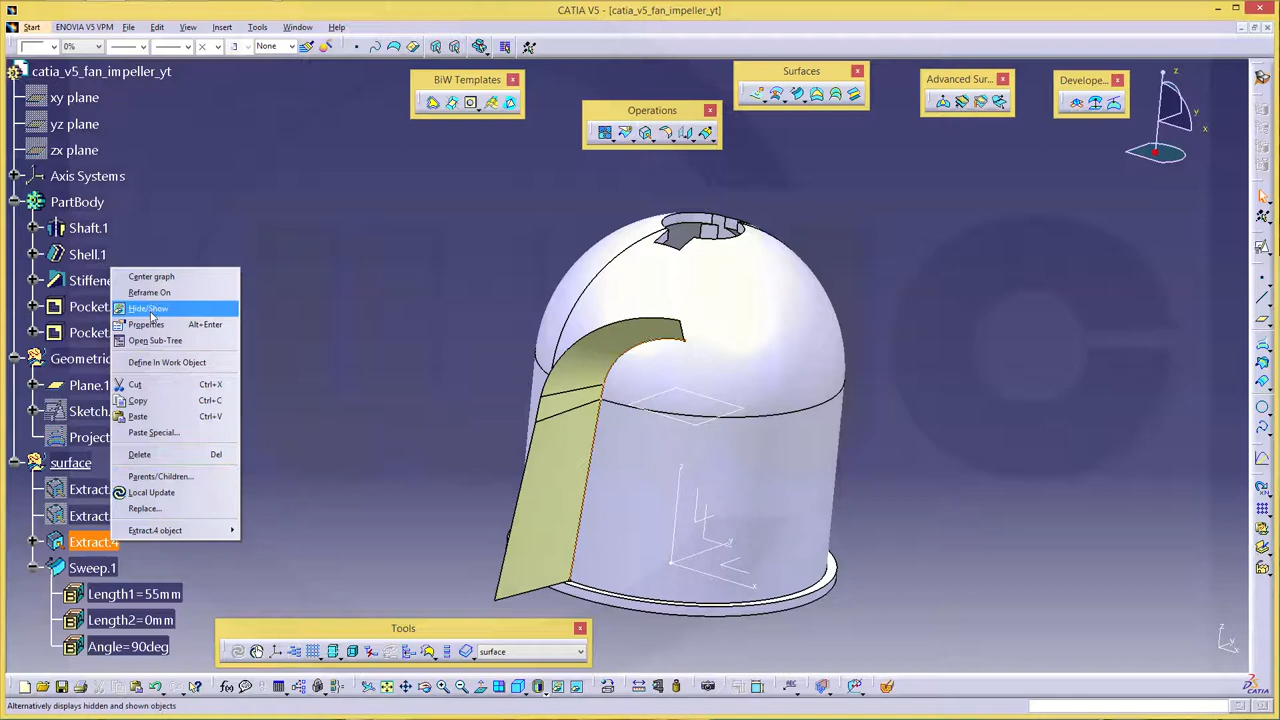 CATIA V5 - [catia_v5_fan_impeller_yt]
Start ENOVIA V5 VPM File Edit View Insert Tools Window Help
0% None
catia_v5_fan_impeller_yt
xy plane
yz plane
zx plane
Axis Systems
PartBody
Shaft.1
Shell.1
Stiffene
Pocket.
Pocket.
Geometric
Plane.1
Sketch.
Project
surface
Extract.
Extract.
Extract.4
Sweep.1
Length1=55mm
Length2=0mm
Angle=90deg
Center graph
Reframe On
Hide/Show
Properties Alt+Enter
Open Sub-Tree
Define In Work Object
Cut Ctrl+X
Copy Ctrl+C
Paste Ctrl+V
Paste Special...
Delete Del
Parents/Children...
Local Update
Replace...
Extract.4 object
BiW Templates
Operations
Surfaces
Advanced Sur...
Develope...
z
y
x
z
y
x
Tools
surface
z
x
y
Alternatively displays hidden and shown objects